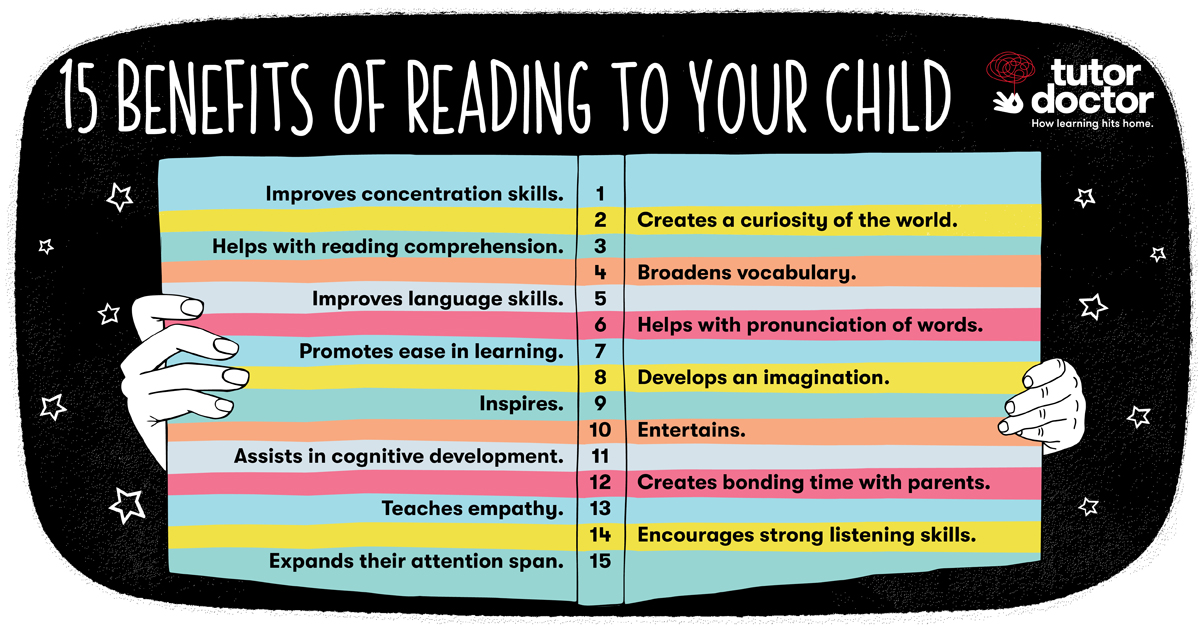 15 BENEFITS OF READING TO YOUR CHILD
tutor
doctor
How learning hits home.
Improves concentration skills. 1
2 Creates a curiosity of the world.
Helps with reading comprehension. 3
4 Broadens vocabulary.
Improves language skills. 5
6 Helps with pronunciation of words.
Promotes ease in learning. 7
8 Develops an imagination.
Inspires. 9
10 Entertains.
Assists in cognitive development. 11
12 Creates bonding time with parents.
Teaches empathy. 13
14 Encourages strong listening skills.
Expands their attention span. 15